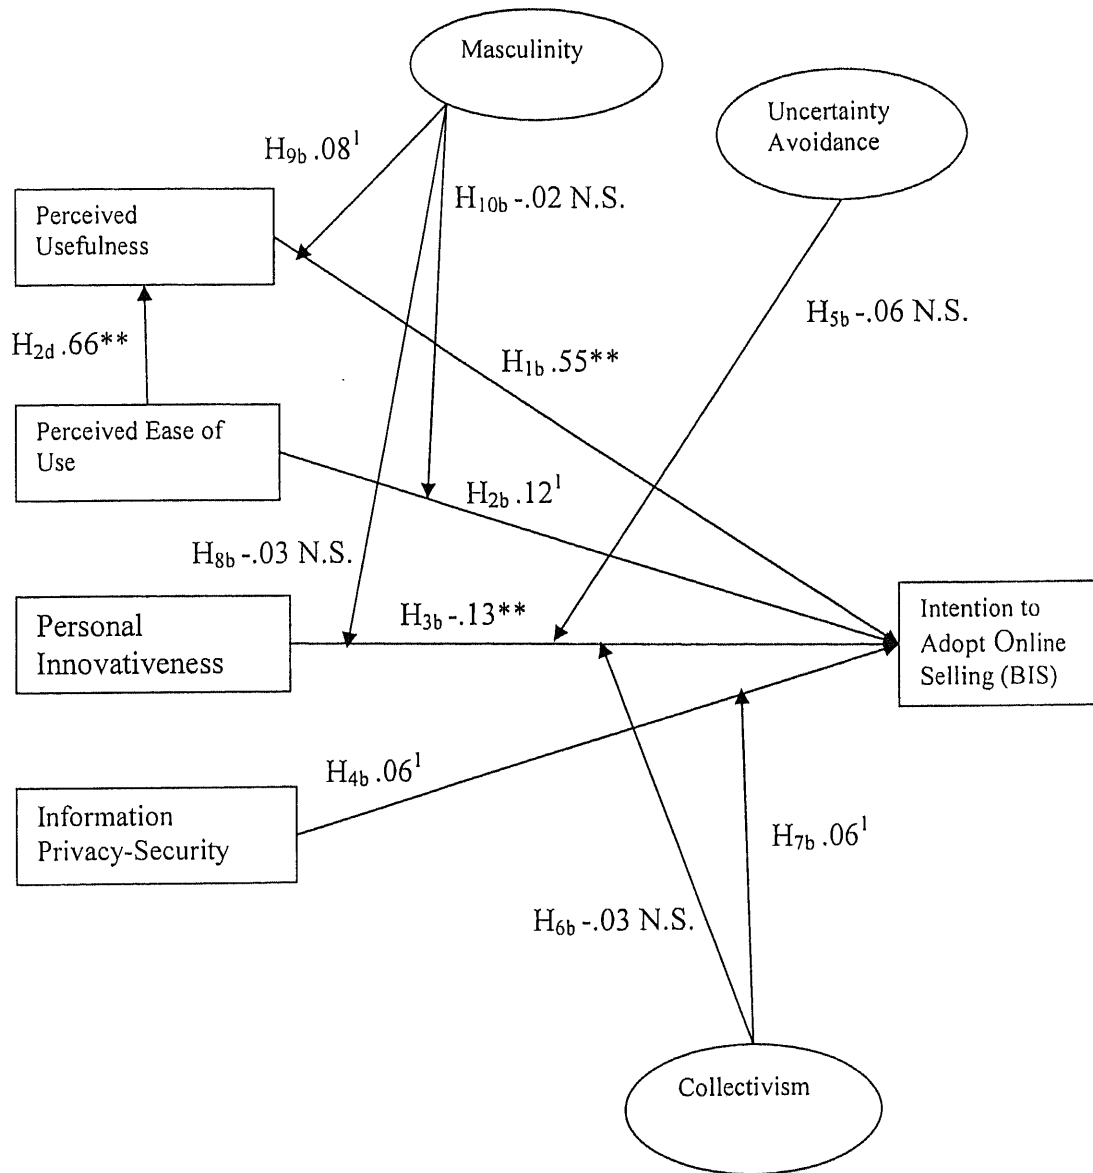 Masculinity
Uncertainty
Avoidance
H9b .08¹
H10b -.02 N.S.
Perceived
Usefulness
H5b -.06 N.S.
H2d .66**
H1b .55**
Perceived Ease of
Use
H2b .12¹
H8b -.03 N.S.
H3b -.13**
Personal
Innovativeness
Intention to
Adopt Online
Selling (BIS)
H4b .06¹
Information
Privacy-Security
H7b .06¹
H6b -.03 N.S.
Collectivism